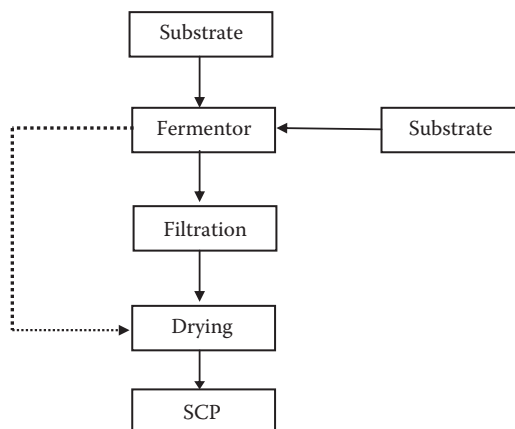 Substrate
Fermentor
Substrate
Filtration
Drying
SCP